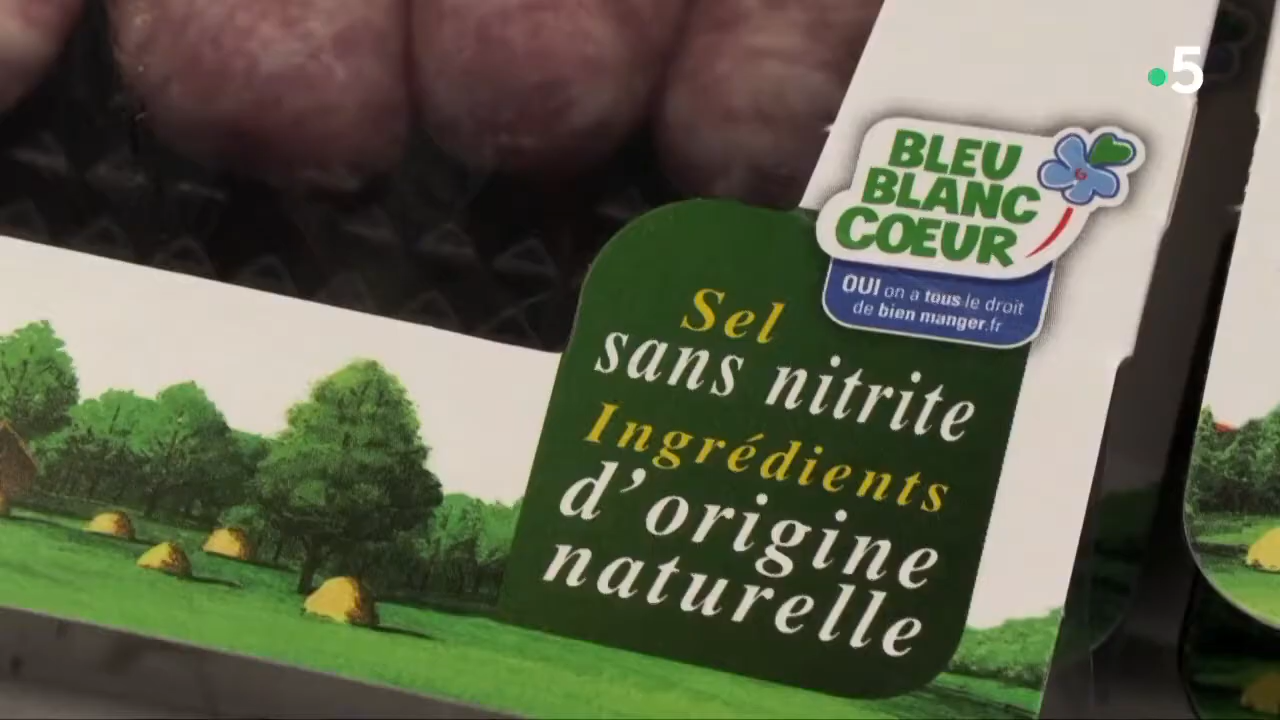 5
BLEU
BLANC
COEUR
OUI on a tous le droit
de bien manger.fr
Sel
sans nitrite
Ingrédients
d'origine
naturelle